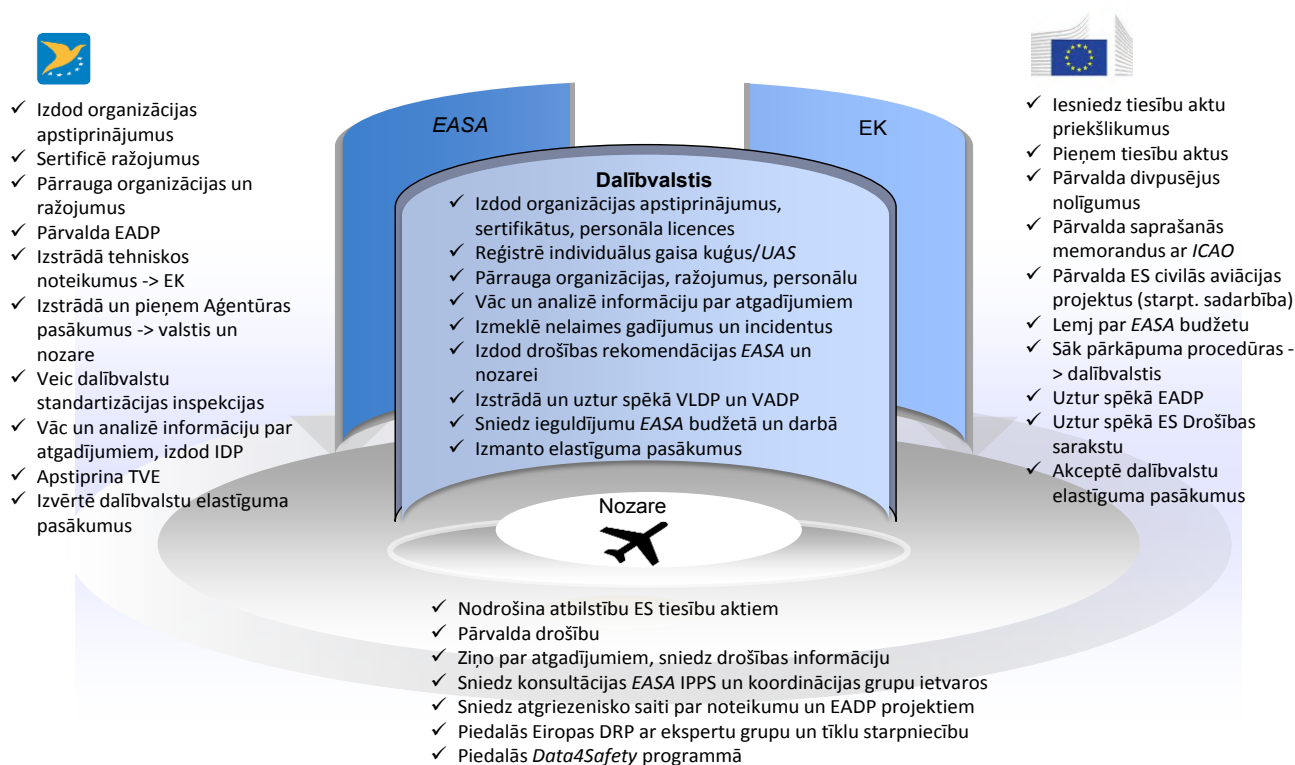 EASA
✓ Izdod organizācijas
apstiprinājumus
✓ Sertificē ražojumus
✓ Pārrauga organizācijas un
ražojumus
✓ Pārvalda EADP
✓ Izstrādā tehniskos
noteikumus -> EK
✓ Izstrādā un pieņem Aģentūras
pasākumus -> valstis un
nozare
✓ Veic dalībvalstu
standartizācijas inspekcijas
✓ Vāc un analizē informāciju par
atgadījumiem, izdod IDP
✓ Apstiprina TVE
✓ Izvērtē dalībvalstu elastīguma
pasākumus
Dalībvalstis
✓ Izdod organizācijas apstiprinājumus,
sertifikātus, personāla licences
✓ Reģistrē individuālus gaisa kuģus/UAS
✓ Pārrauga organizācijas, ražojumus, personālu
✓ Vāc un analizē informāciju par atgadījumiem
✓ Izmeklē nelaimes gadījumus un incidentus
✓ Izdod drošības rekomendācijas EASA un
nozarei
✓ Izstrādā un uztur spēkā VLDP un VADP
✓ Sniedz ieguldījumu EASA budžetā un darbā
✓ Izmanto elastīguma pasākumus
EK
✓ Iesniedz tiesību aktu
priekšlikumus
✓ Pieņem tiesību aktus
✓ Pārvalda divpusējus
nolīgumus
✓ Pārvalda saprašanās
memorandus ar ICAO
✓ Pārvalda ES civilās aviācijas
projektus (starpt. sadarbība)
✓ Lemj par EASA budžetu
✓ Sāk pārkāpuma procedūras -
> dalībvalstis
✓ Uztur spēkā EADP
✓ Uztur spēkā ES Drošības
sarakstu
✓ Akceptē dalībvalstu
elastīguma pasākumus
Nozare
✓ Nodrošina atbilstību ES tiesību aktiem
✓ Pārvalda drošību
✓ Ziņo par atgadījumiem, sniedz drošības informāciju
✓ Sniedz konsultācijas EASA IPPS un koordinācijas grupu ietvaros
✓ Sniedz atgriezenisko saiti par noteikumu un EADP projektiem
✓ Piedalās Eiropas DRP ar ekspertu grupu un tīklu starpniecību
✓ Piedalās Data4Safety programmā